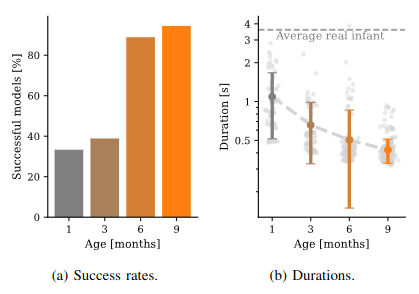 Successful models [%]
80
60
40
20
0
1 3 6 9
Age [months]
(a) Success rates.
Duration [s]
4
3
2
1
0.5
Average real infant
1 3 6 9
Age [months]
(b) Durations.